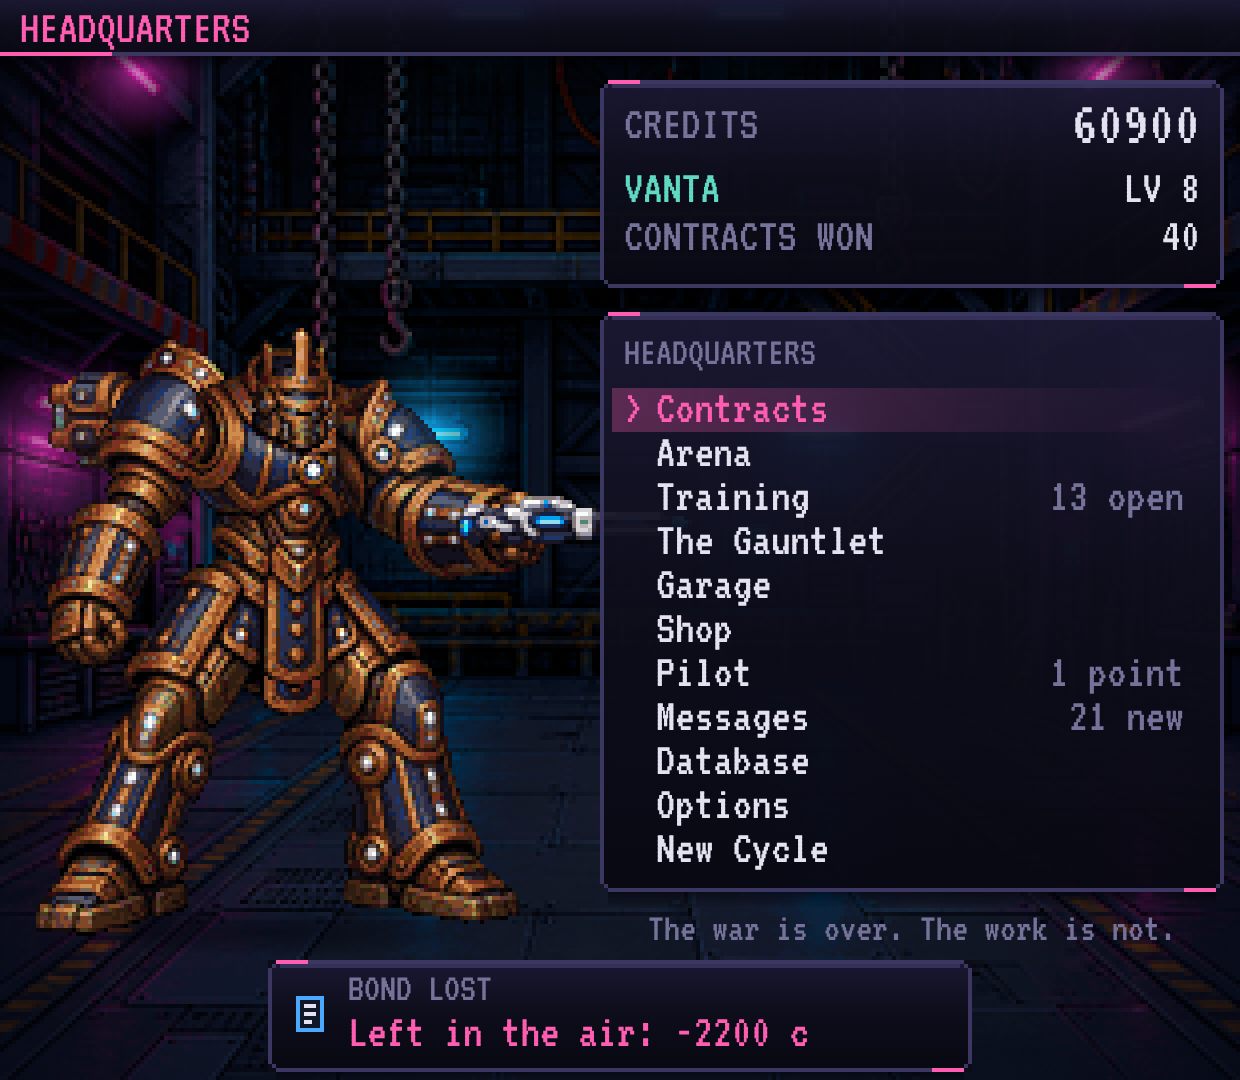 HEADQUARTERS
CREDITS 60900
VANTA LV 8
CONTRACTS WON 40
HEADQUARTERS
> Contracts
Arena
Training 13 open
The Gauntlet
Garage
Shop
Pilot 1 point
Messages 21 new
Database
Options
New Cycle
The war is over. The work is not.
BOND LOST
Left in the air: -2200 c